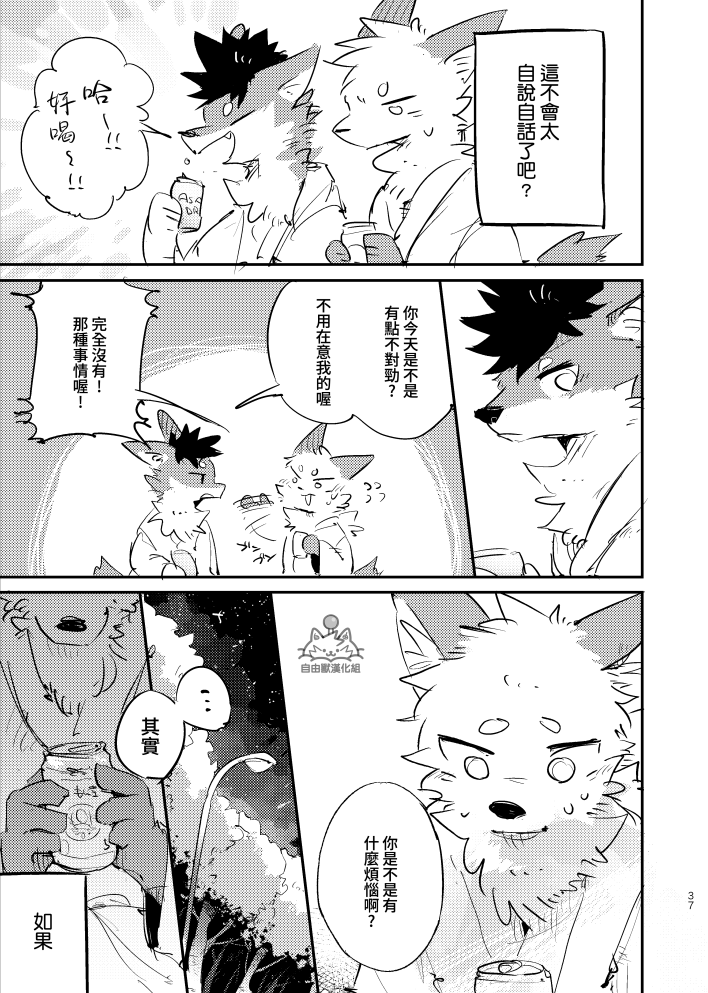 這不會太
自說自話了吧？
哈～!!
好喝～!!
你今天是不是
有點不對勁？
不用在意我的喔
完全沒有！
那種事情喔！
自由獸漢化組
你是不是有
什麼煩惱啊？
…
其實
如果
37